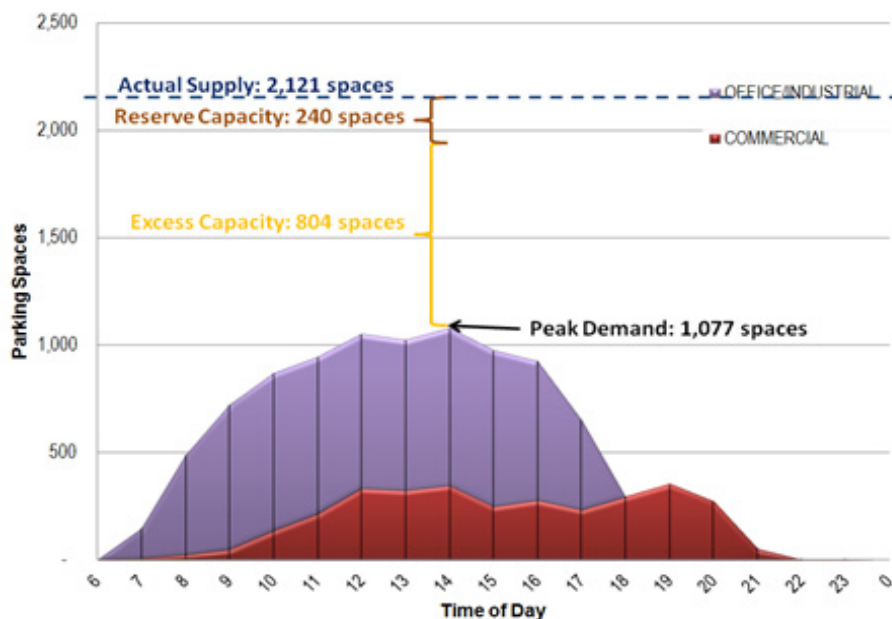 2,500
Actual Supply: 2,121 spaces
OFFICE/INDUSTRIAL
Reserve Capacity: 240 spaces
2,000
COMMERCIAL
Excess Capacity: 804 spaces
1,500
Peak Demand: 1,077 spaces
1,000
500
-
Parking Spaces
6 7 8 9 10 11 12 13 14 15 16 17 18 19 20 21 22 23 0
Time of Day